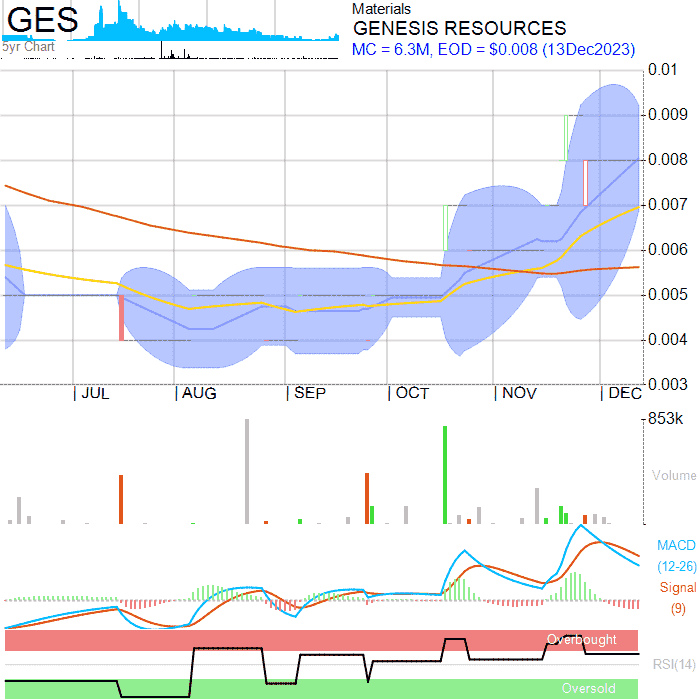 GES
5yr Chart
Materials
GENESIS RESOURCES
MC = 6.3M, EOD = $0.008 (13Dec2023)
0.01
0.009
0.008
0.007
0.006
0.005
0.004
0.003
JUL AUG SEP OCT NOV DEC
853k
Volume
MACD
(12-26)
Signal
(9)
Overbought
RSI(14)
Oversold